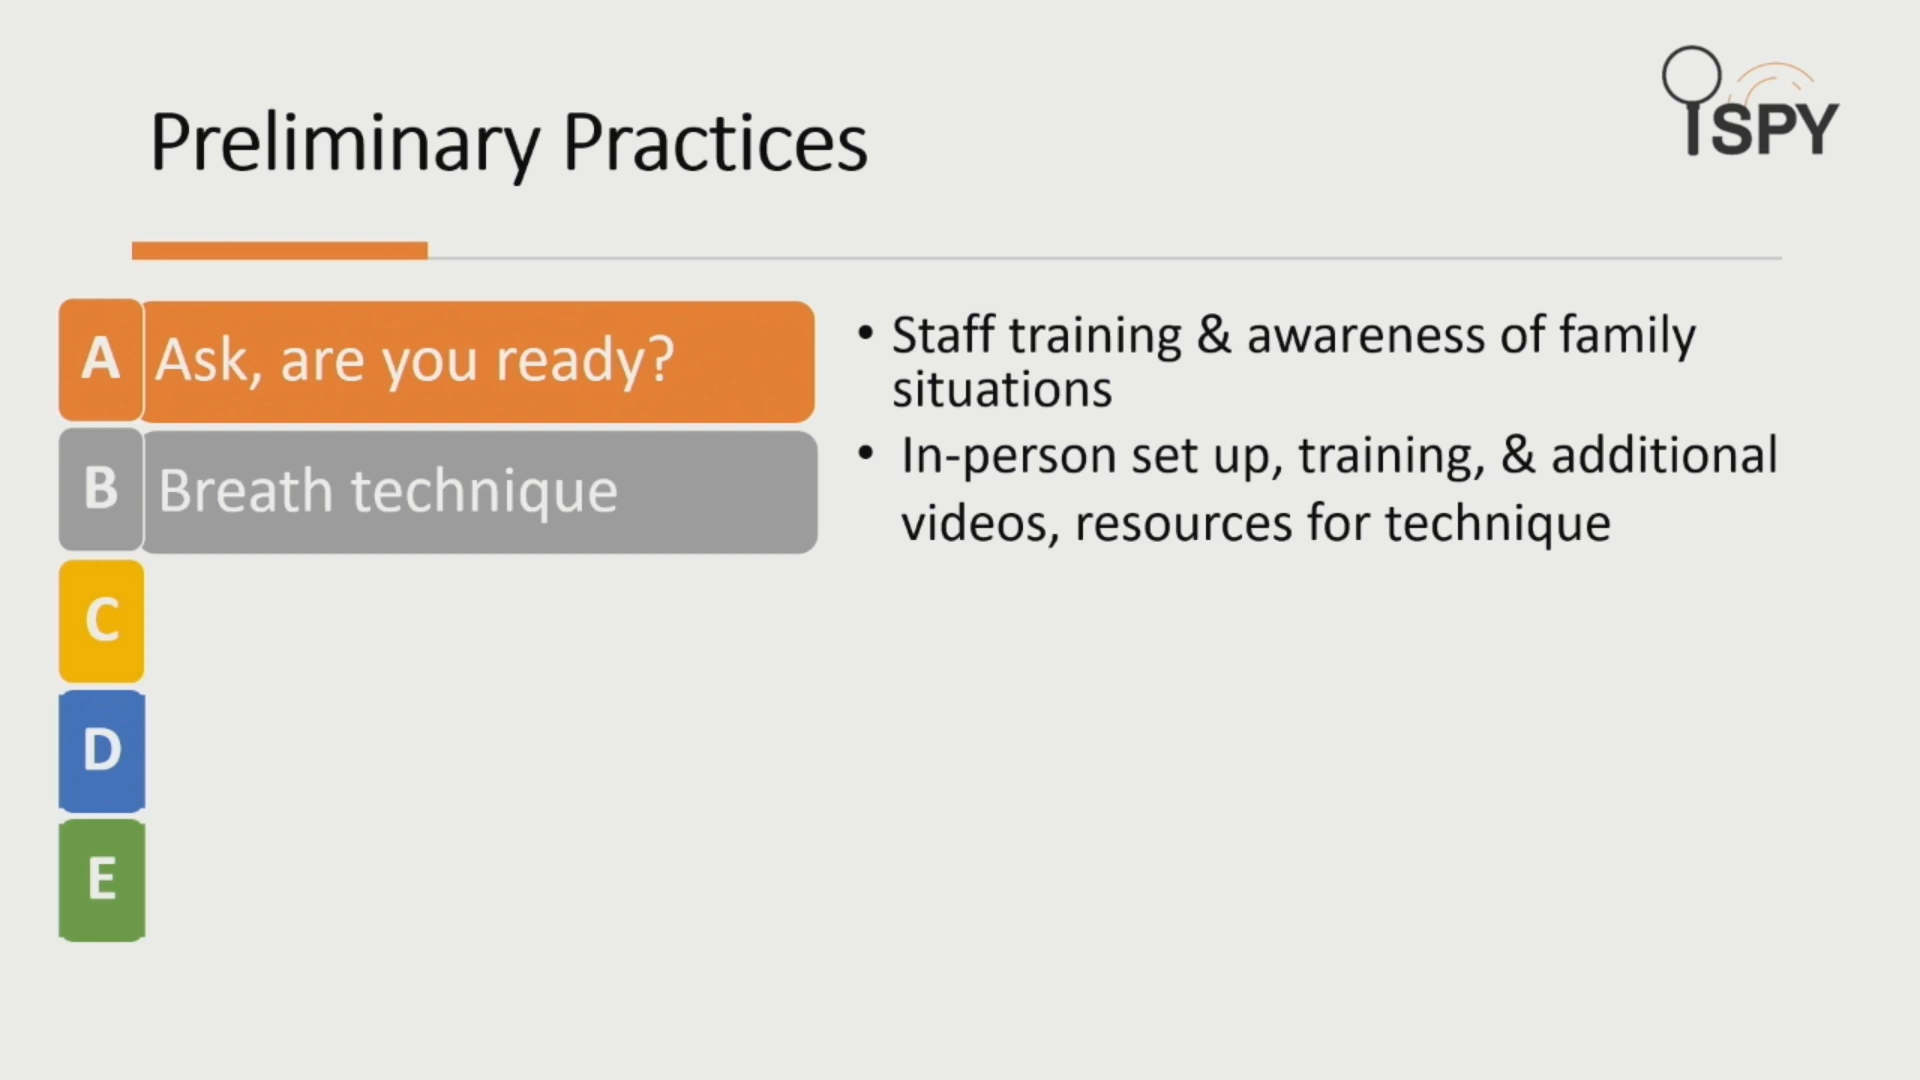 Preliminary Practices
iSPY
A Ask, are you ready?
• Staff training & awareness of family
situations
B Breath technique
• In-person set up, training, & additional
videos, resources for technique
C
D
E